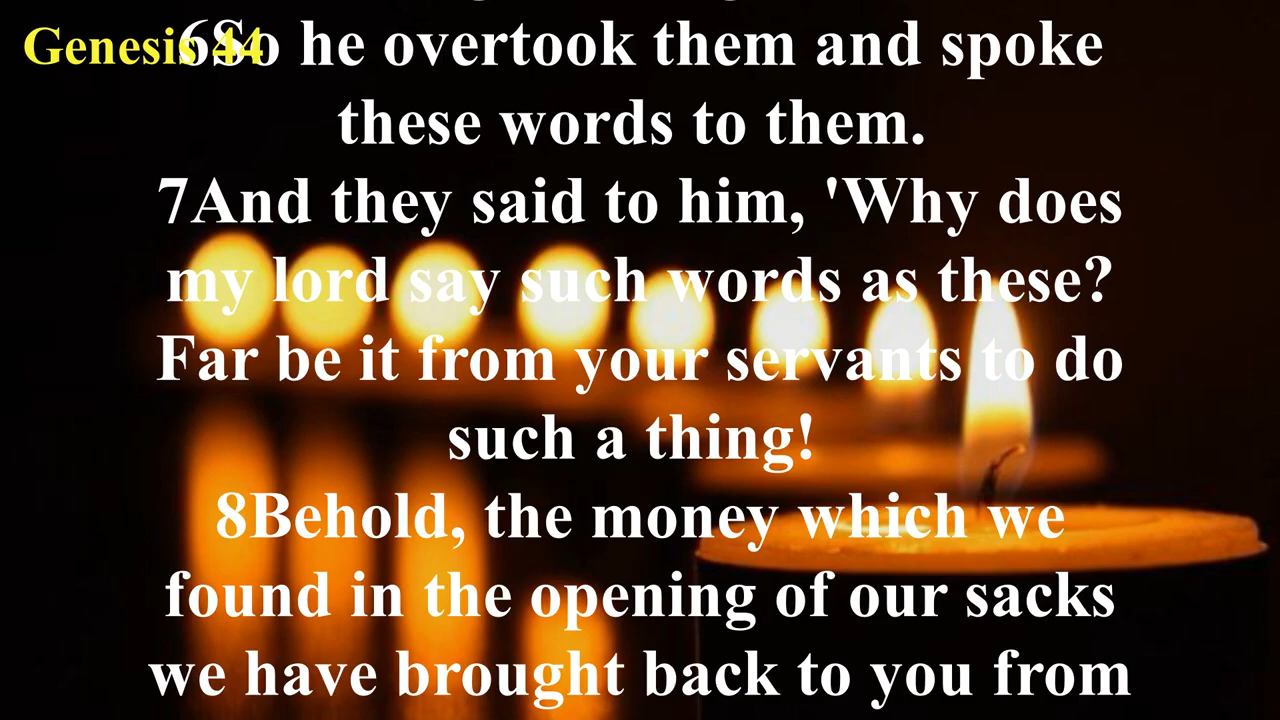 Genesis 44
6So he overtook them and spoke
these words to them.
7And they said to him, 'Why does
my lord say such words as these?
Far be it from your servants to do
such a thing!
8Behold, the money which we
found in the opening of our sacks
we have brought back to you from